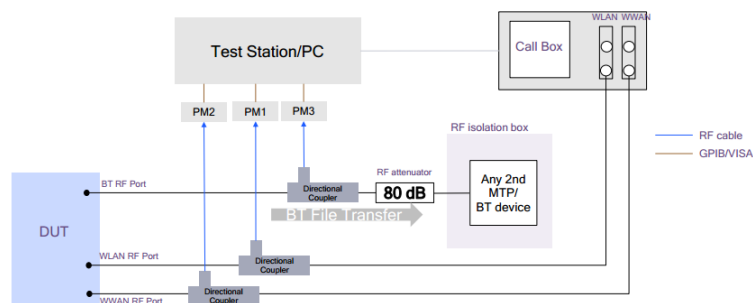 WLAN WWAN
Test Station/PC
Call Box
PM2
PM1
PM3
RF isolation box
RF cable
GPIB/VISA
RF attenuator
BT RF Port
Directional
Coupler
80 dB
Any 2nd
MTP/
BT device
BT File Transfer
DUT
WLAN RF Port
Directional
Coupler
WWAN RF Port
Directional
Coupler